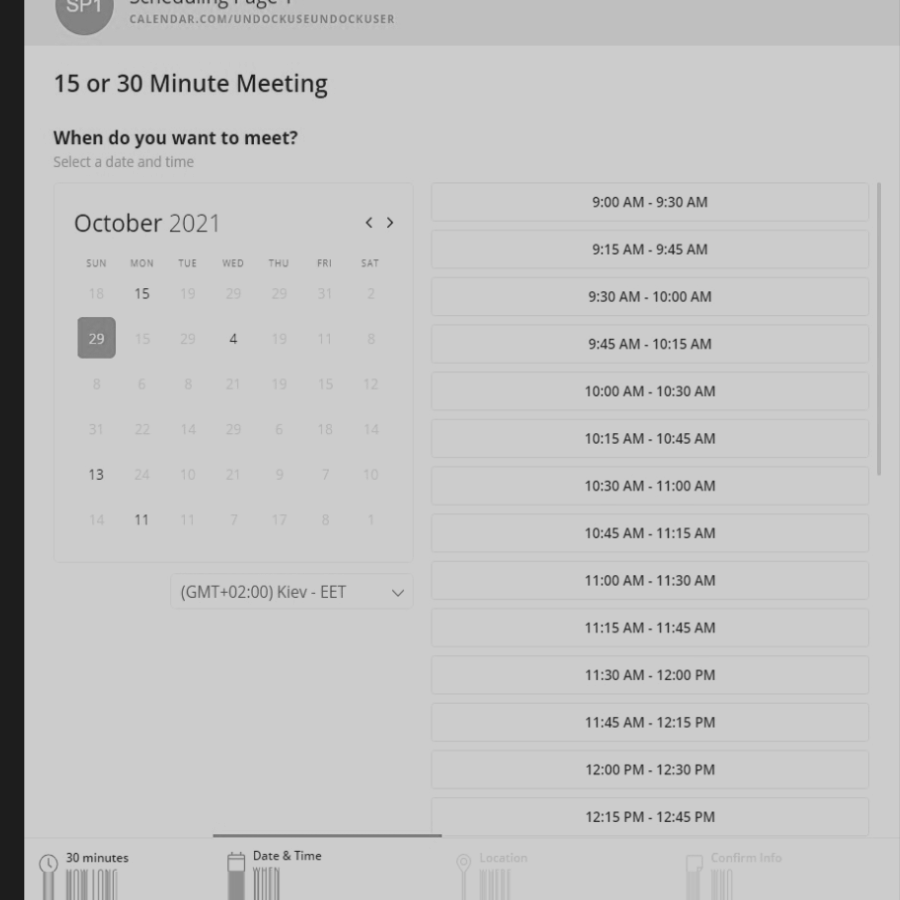 SP1
Scheduling Page 1
CALENDAR.COM/UNDOCKUSEUNDOCKUSER
15 or 30 Minute Meeting
When do you want to meet?
Select a date and time
October 2021
SUN MON TUE WED THU FRI SAT
18 15 19 29 29 31 2
29 15 29 4 19 11 8
8 6 8 21 19 15 12
31 22 14 29 6 18 14
13 24 10 21 9 7 10
14 11 11 7 17 8 1
(GMT+02:00) Kiev - EET
9:00 AM - 9:30 AM
9:15 AM - 9:45 AM
9:30 AM - 10:00 AM
9:45 AM - 10:15 AM
10:00 AM - 10:30 AM
10:15 AM - 10:45 AM
10:30 AM - 11:00 AM
10:45 AM - 11:15 AM
11:00 AM - 11:30 AM
11:15 AM - 11:45 AM
11:30 AM - 12:00 PM
11:45 AM - 12:15 PM
12:00 PM - 12:30 PM
12:15 PM - 12:45 PM
30 minutes
Date & Time
WHEN
Location
Confirm Info